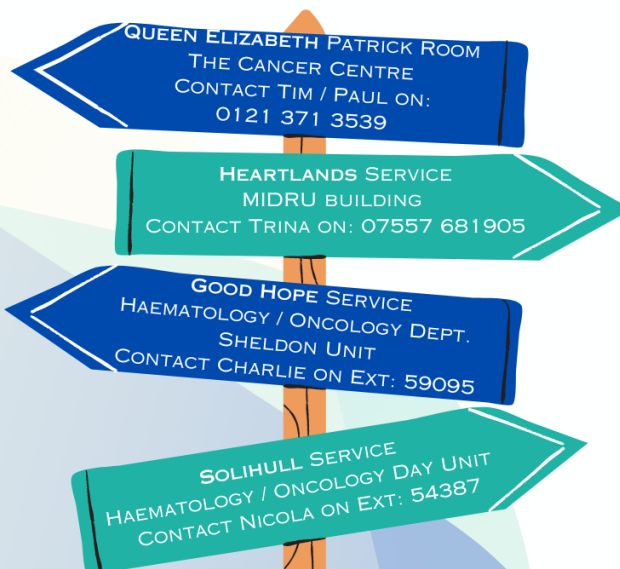 Queen Elizabeth Patrick Room
The Cancer Centre
Contact Tim / Paul on:
0121 371 3539
Heartlands Service
MIDRU building
Contact Trina on: 07557 681905
Good Hope Service
Haematology / Oncology Dept.
Sheldon Unit
Contact Charlie on Ext: 59095
Solihull Service
Haematology / Oncology Day Unit
Contact Nicola on Ext: 54387